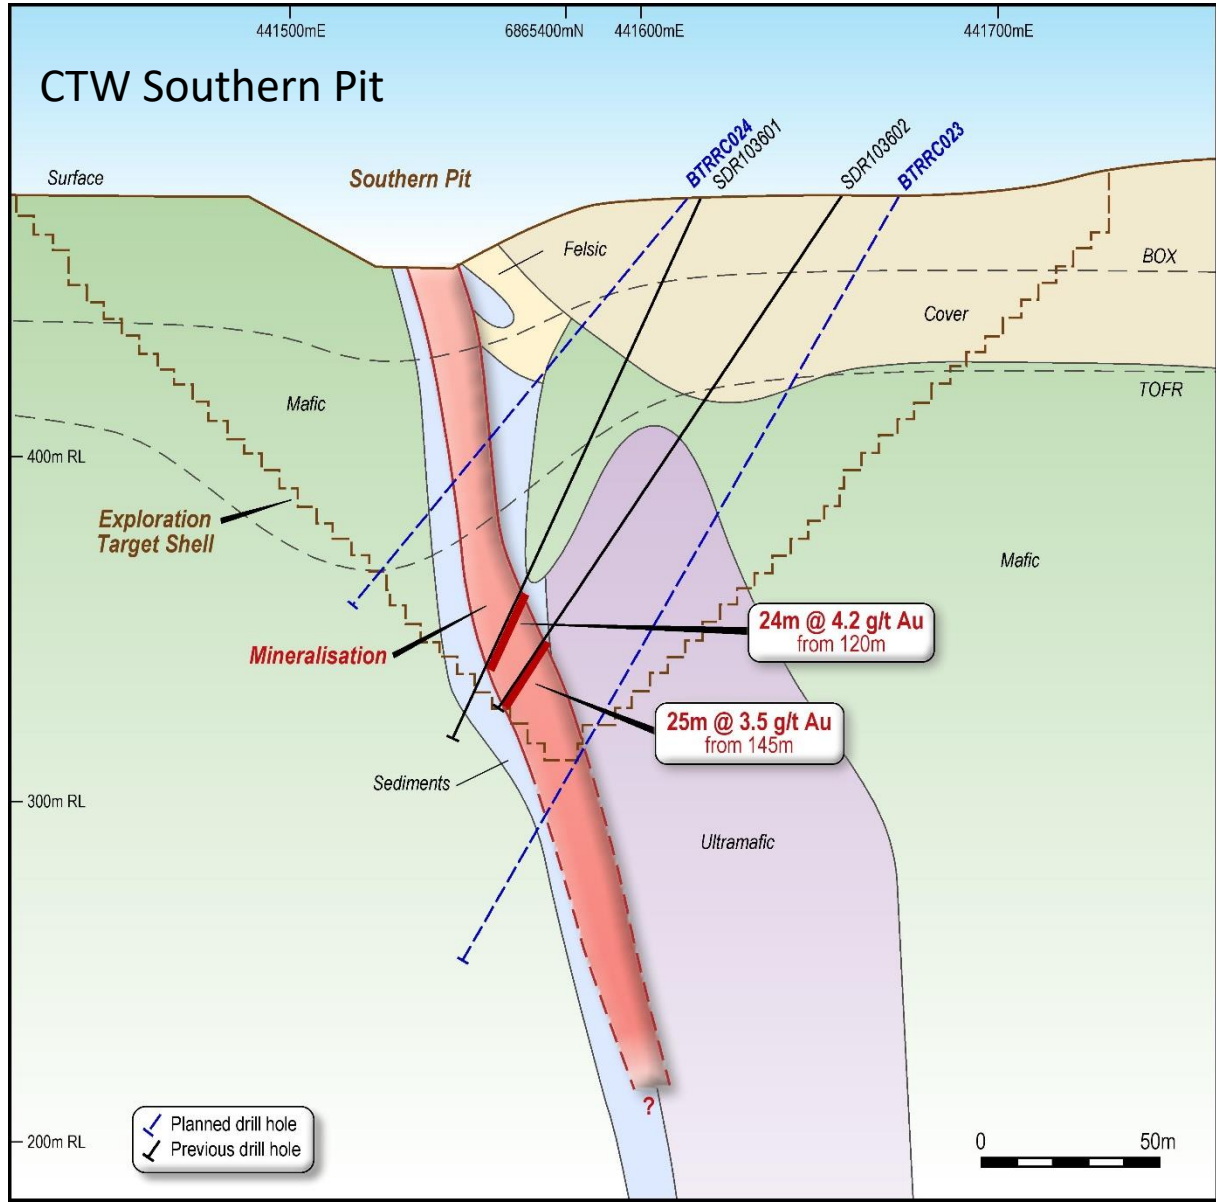 441500mE
6865400mN
441600mE
441700mE
CTW Southern Pit
BTRRC024
SDR103601
SDR103602
BTRRC023
Surface
Southern Pit
Felsic
BOX
Cover
TOFR
Mafic
400m RL
Exploration
Target Shell
Mafic
24m @ 4.2 g/t Au
from 120m
Mineralisation
25m @ 3.5 g/t Au
from 145m
Sediments
300m RL
Ultramafic
?
Planned drill hole
Previous drill hole
200m RL
0
50m